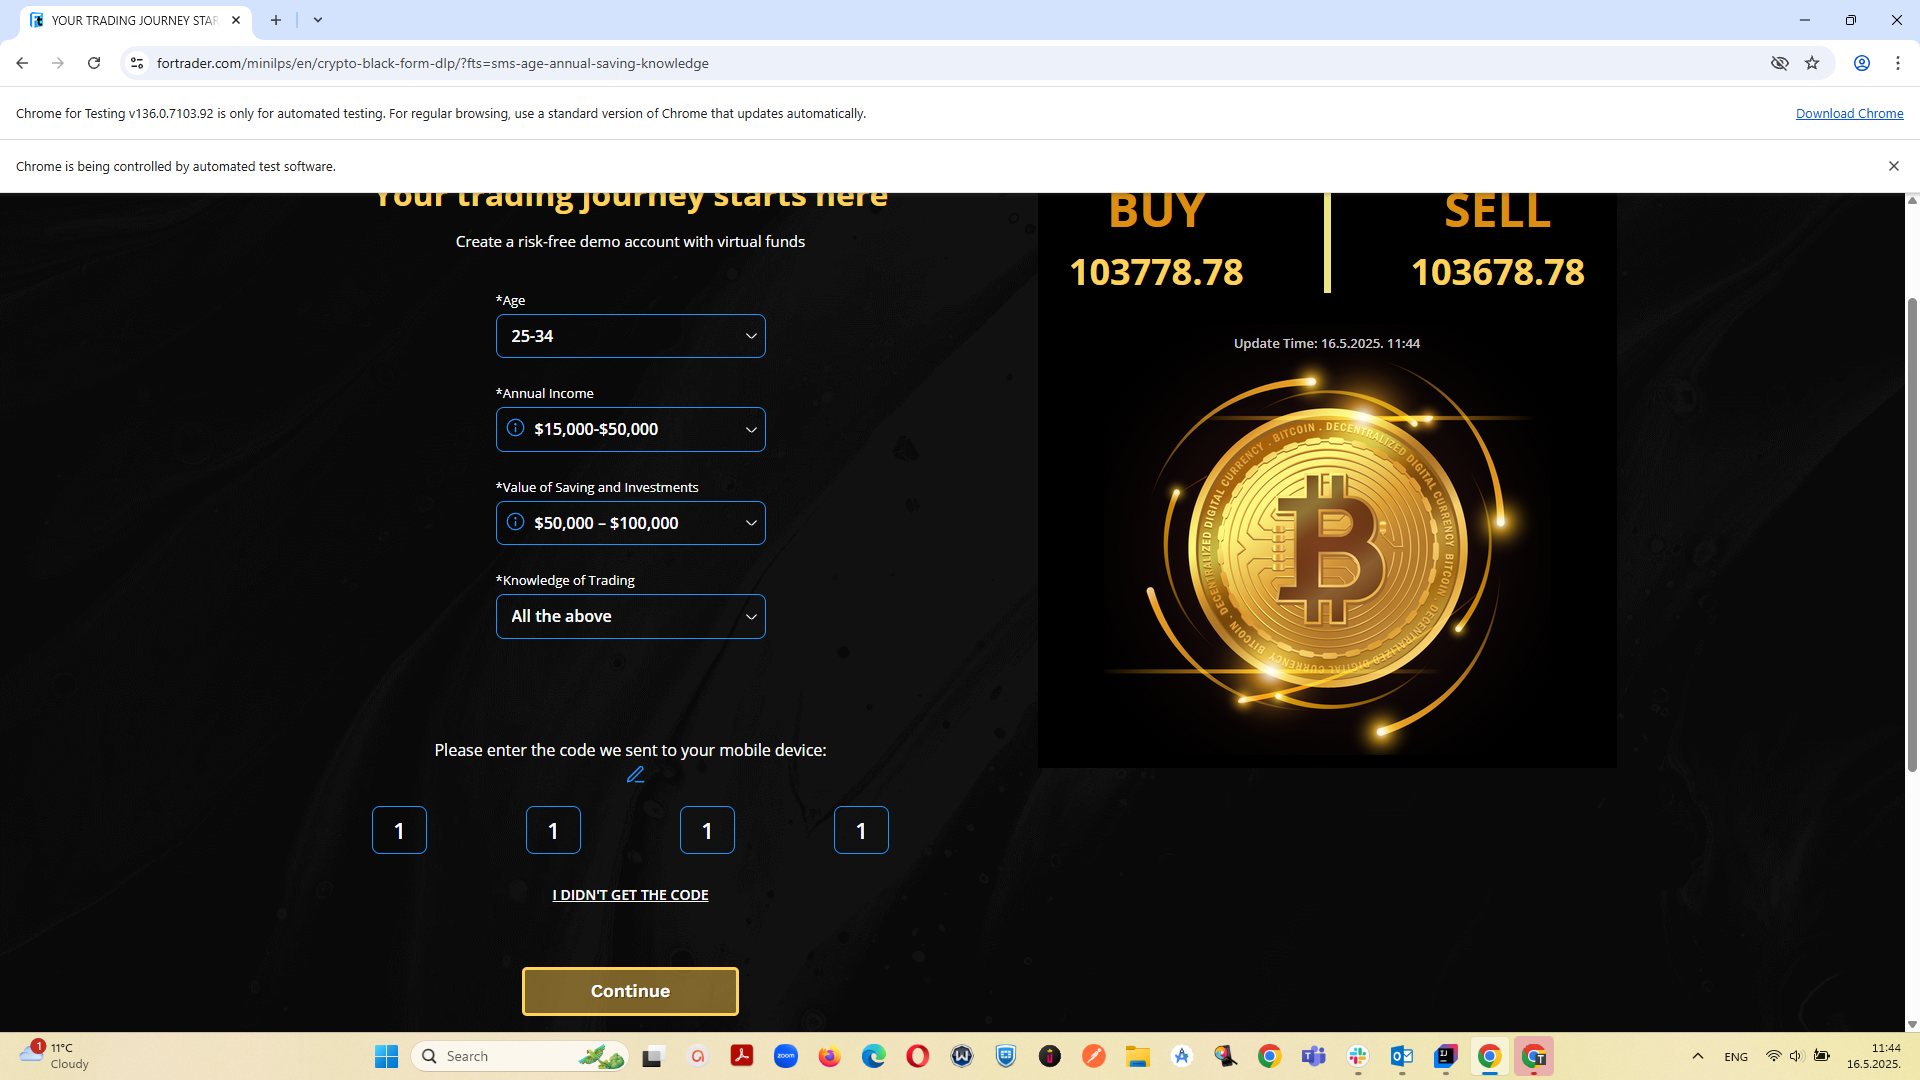 YOUR TRADING JOURNEY STAR
fortrader.com/minilps/en/crypto-black-form-dlp/?fts=sms-age-annual-saving-knowledge
Chrome for Testing v136.0.7103.92 is only for automated testing. For regular browsing, use a standard version of Chrome that updates automatically.
Download Chrome
Chrome is being controlled by automated test software.
Your trading journey starts here
Create a risk-free demo account with virtual funds
*Age
25-34
*Annual Income
$15,000-$50,000
*Value of Saving and Investments
$50,000 – $100,000
*Knowledge of Trading
All the above
Please enter the code we sent to your mobile device:
1 1 1 1
I DIDN'T GET THE CODE
Continue
BUY
SELL
103778.78
103678.78
Update Time: 16.5.2025. 11:44
BITCOIN . DECENTRALIZED DIGITAL CURRENCY BITCOIN . DECENTRALIZED DIGITAL CURRENCY BITCOIN . DECENTRALIZED DIGITAL CURRENCY
1
11°C
Cloudy
Search
zoom
ENG
11:44
16.5.2025.